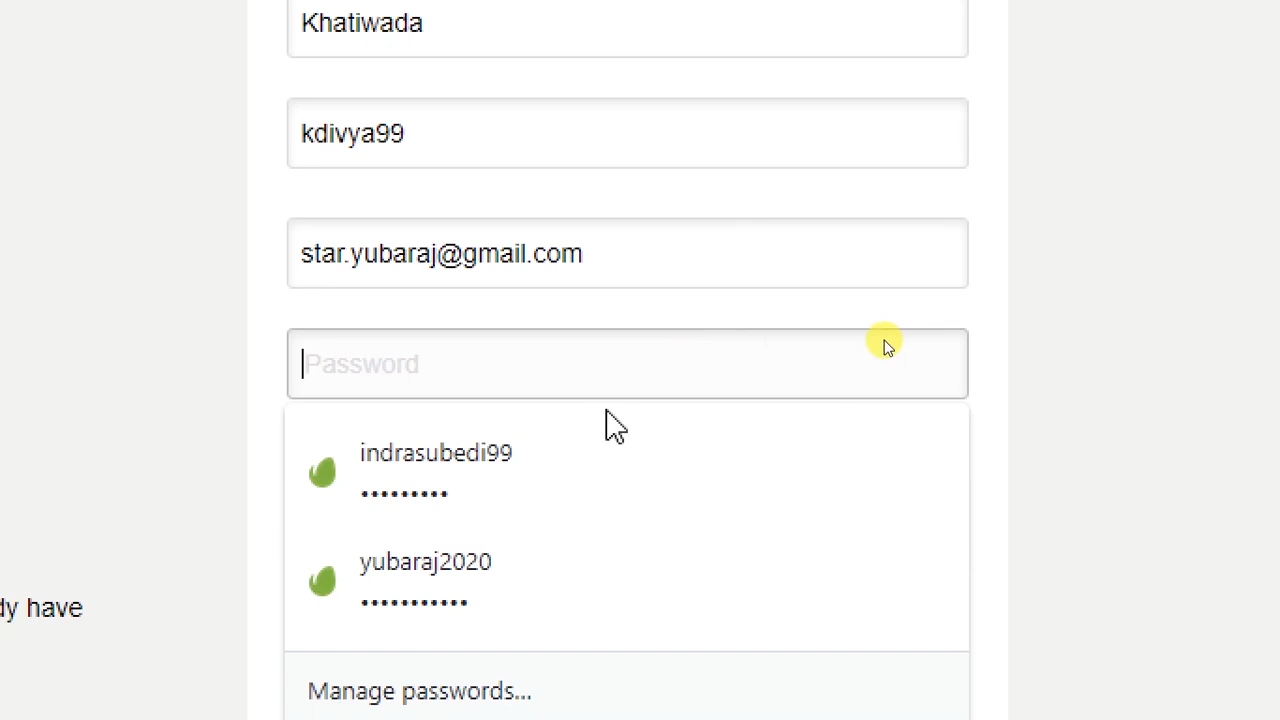 Khatiwada
kdivya99
star.yubaraj@gmail.com
Password
indrasubedi99
•••••••••
yubaraj2020
•••••••••••
dy have
Manage passwords...